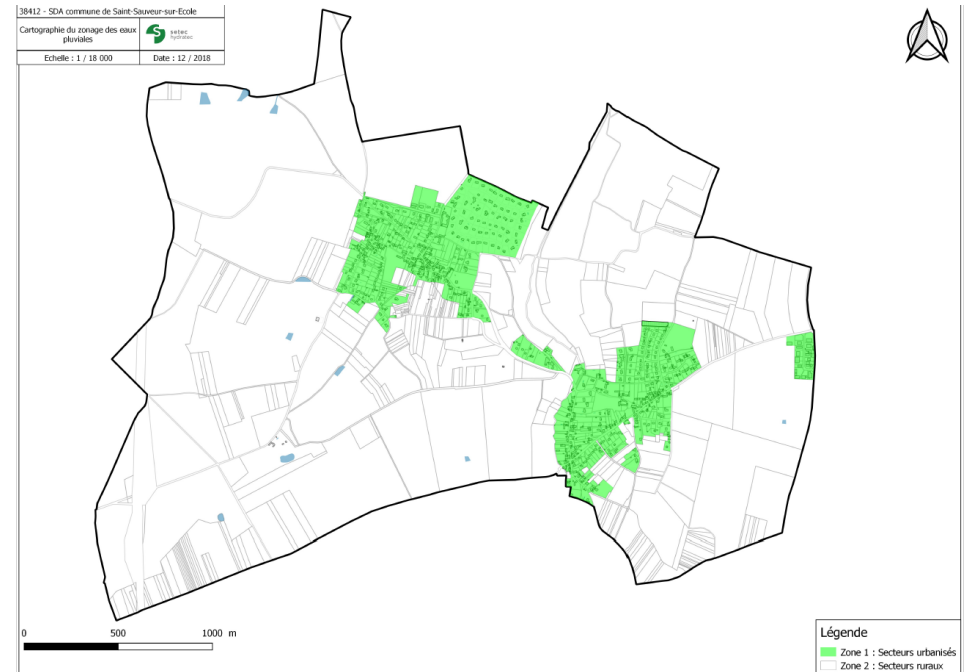 38412 - SDA commune de Saint-Sauveur-sur-Ecole
Cartographie du zonage des eaux
pluviales
setec
hydratec
Echelle : 1 / 18 000
Date : 12 / 2018
0 500 1000 m
Légende
Zone 1 : Secteurs urbanisés
Zone 2 : Secteurs ruraux